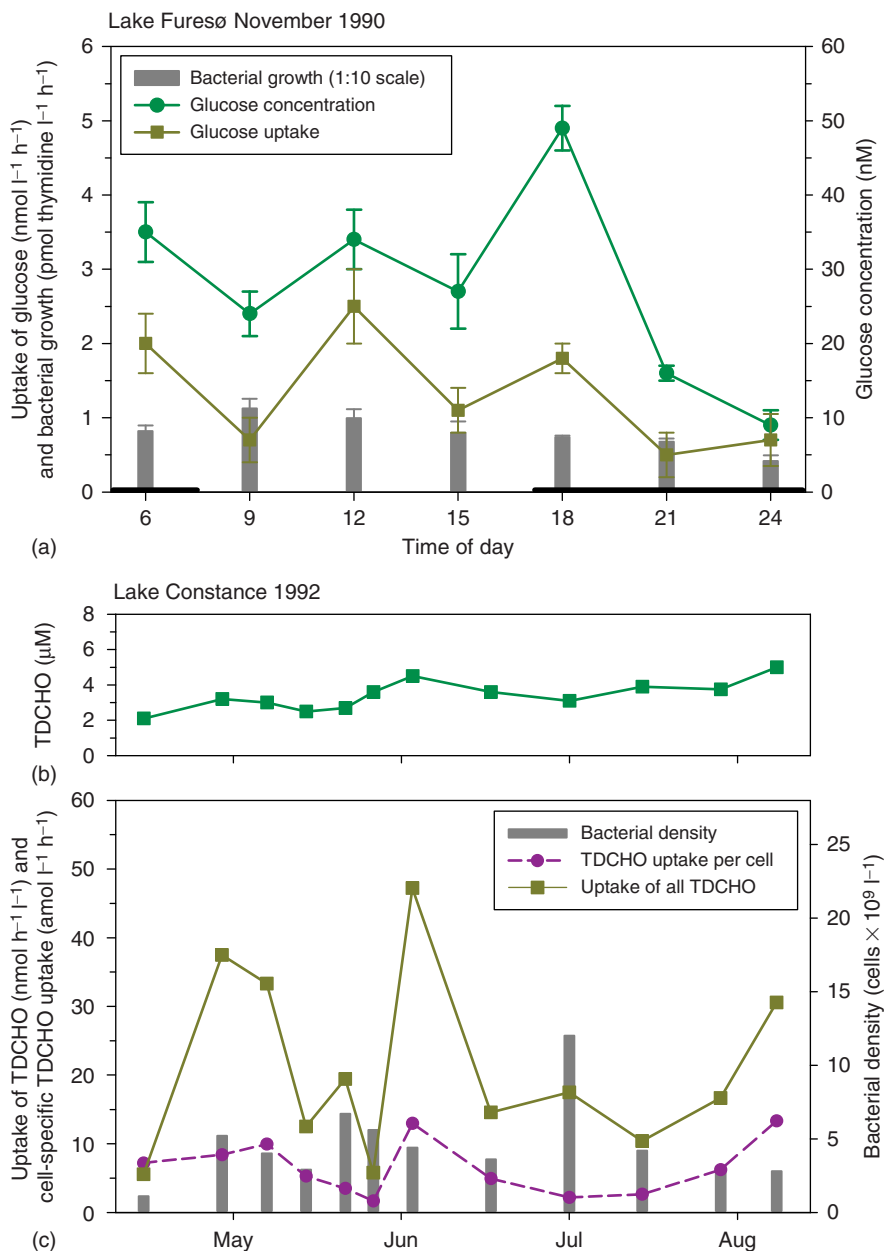 Lake Furesø November 1990
6
5
4
3
2
1
0
Uptake of glucose (nmol l⁻¹ h⁻¹)
and bacterial growth (pmol thymidine l⁻¹ h⁻¹)
Bacterial growth (1:10 scale)
Glucose concentration
Glucose uptake
60
50
40
30
20
10
0
Glucose concentration (nM)
6 9 12 15 18 21 24
(a)
Time of day
Lake Constance 1992
8
6
4
2
0
TDCHO (μM)
(b)
60
50
40
30
20
10
0
Uptake of TDCHO (nmol h⁻¹ l⁻¹) and
cell-specific TDCHO uptake (amol l⁻¹ h⁻¹)
Bacterial density
TDCHO uptake per cell
Uptake of all TDCHO
25
20
15
10
5
0
Bacterial density (cells × 10⁹ l⁻¹)
(c)
May Jun Jul Aug